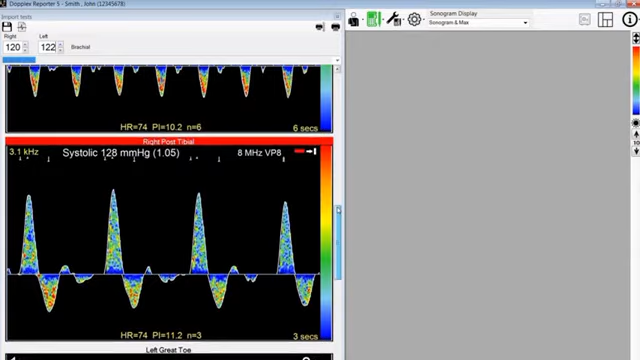 Dopplex Reporter 5 - Smith, John (12345678)
Import tests
Right
Left
120
122
Brachial
Sonogram Display
Sonogram & Max
HR=74 PI=10.2 n=6
6 secs
Right Post Tibial
3.1 kHz
Systolic 128 mmHg (1.05)
8 MHz VP8
HR=74 PI=11.2 n=3
3 secs
Left Great Toe
10